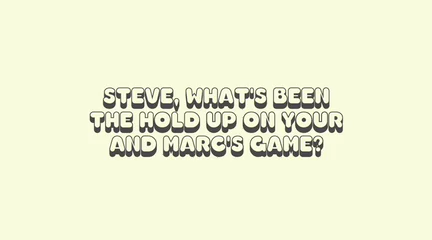 STEVE, WHAT'S BEEN
THE HOLD UP ON YOUR
AND MARC'S GAME?